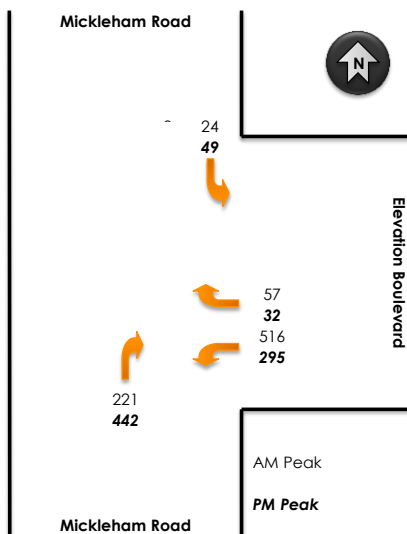 Mickleham Road
N
24
49
Elevation Boulevard
57
32
516
295
221
442
AM Peak
PM Peak
Mickleham Road